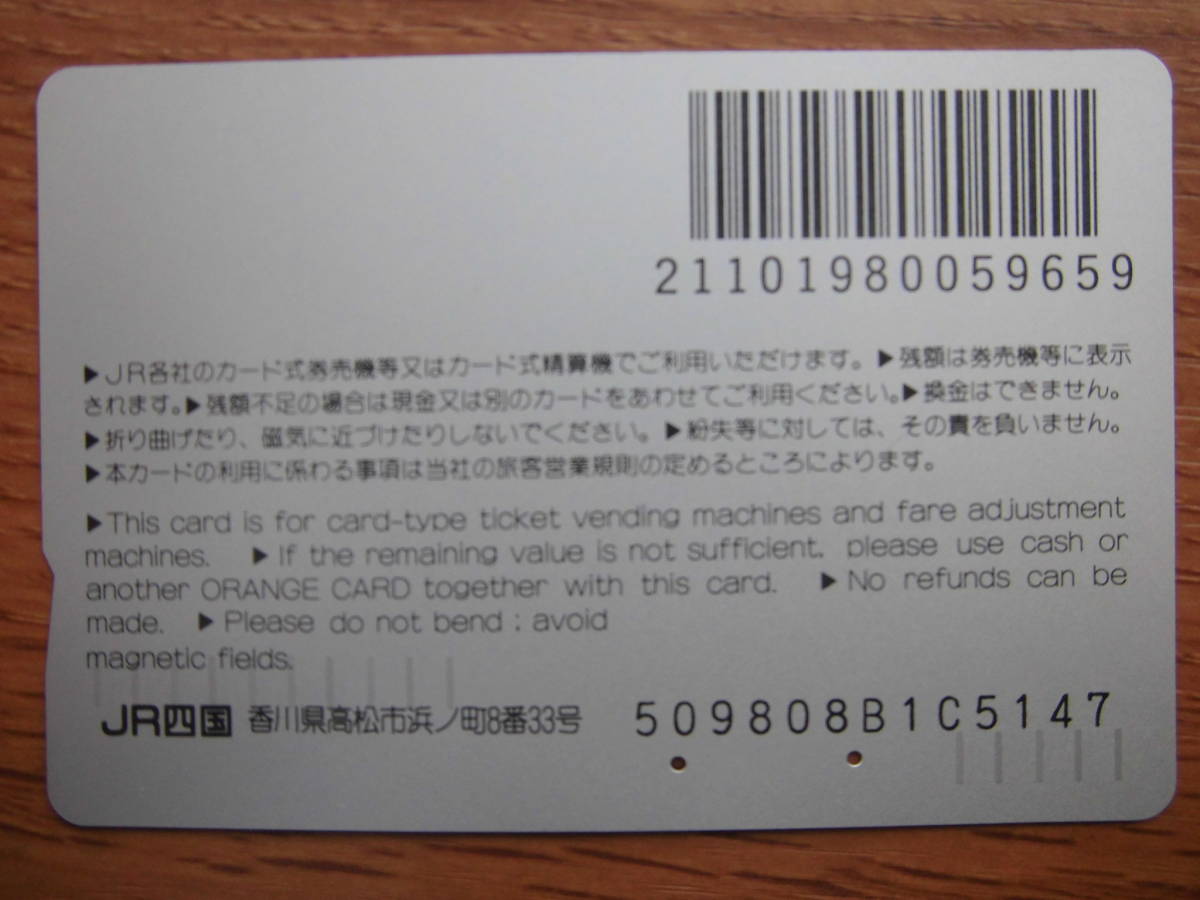 21101980059659
▶JR各社のカード式券売機等又はカード式精算機でご利用いただけます。▶残額は券売機等に表示
されます。▶残額不足の場合は現金又は別のカードをあわせてご利用ください。▶換金はできません。
▶折り曲げたり、磁気に近づけたりしないでください。▶紛失等に対しては、その責を負いません。
▶本カードの利用に係わる事項は当社の旅客営業規則の定めるところによります。
▶This card is for card-type ticket vending machines and fare adjustment
machines. ▶If the remaining value is not sufficient, please use cash or
another ORANGE CARD together with this card. ▶No refunds can be
made. ▶Please do not bend : avoid
magnetic fields.
JR四国 香川県高松市浜ノ町8番33号
509808B1C5147